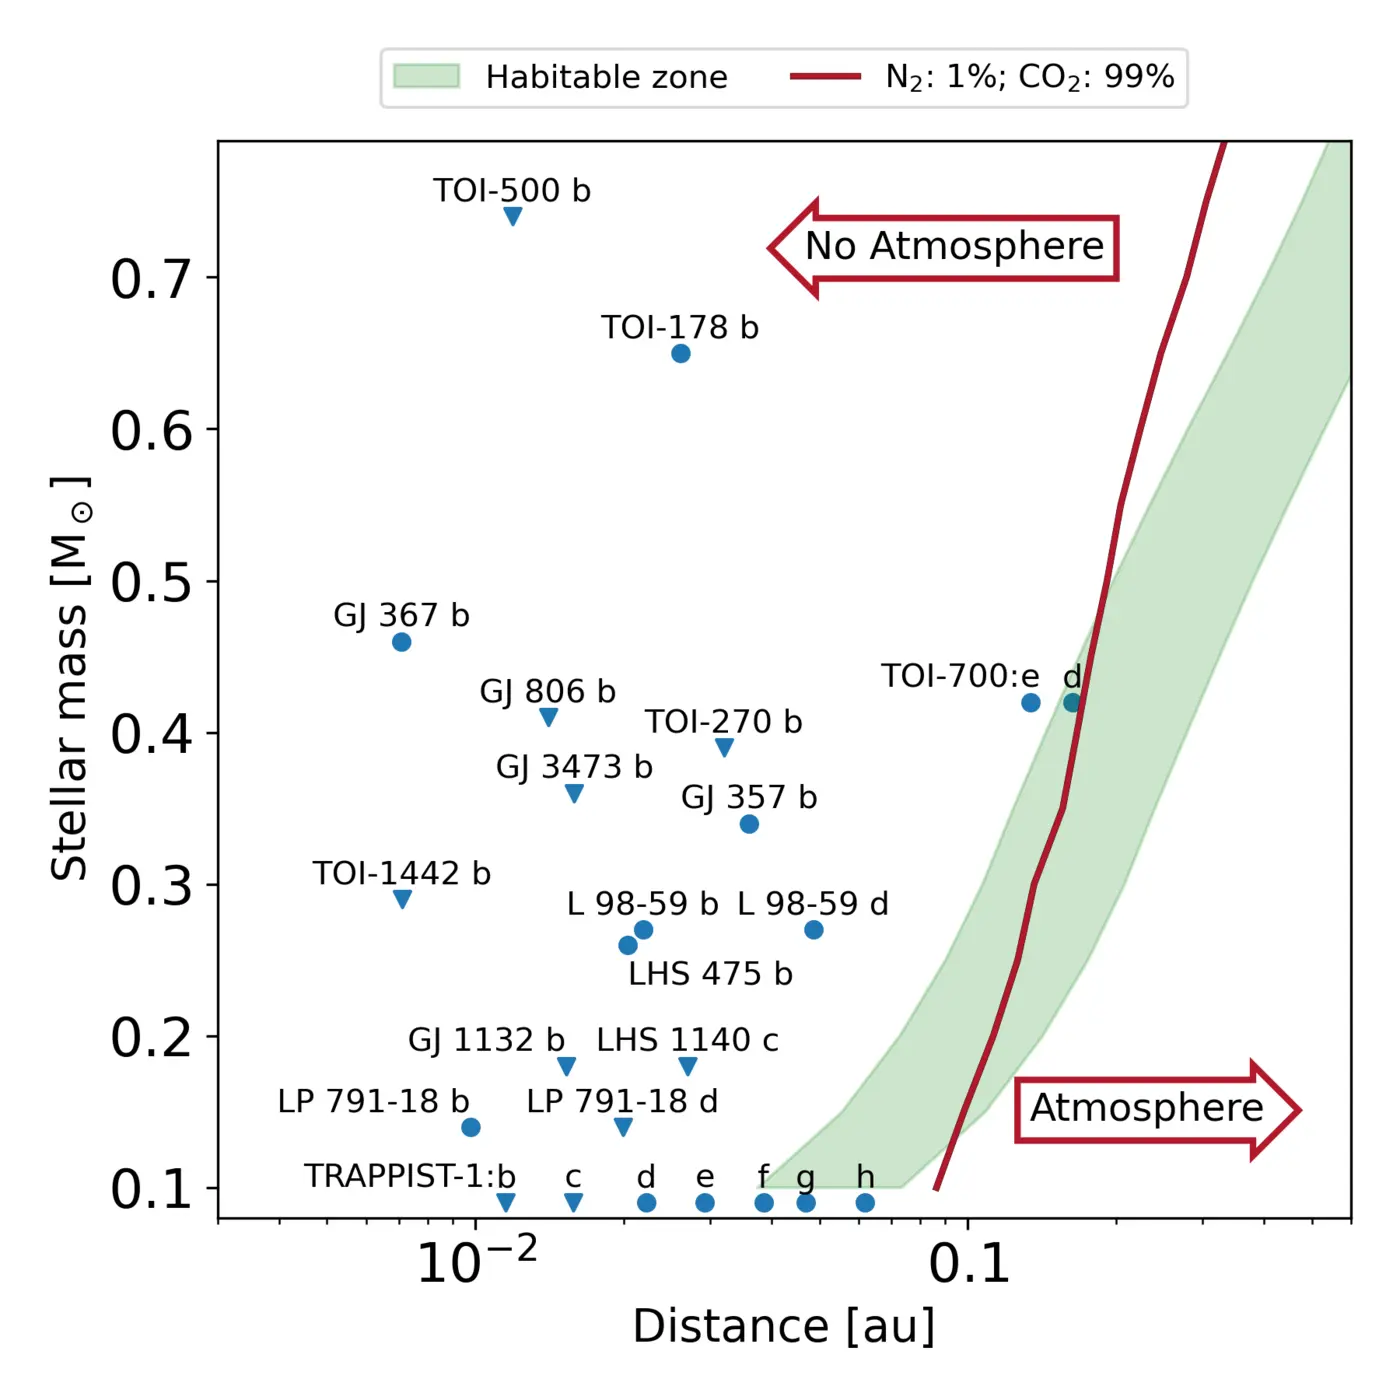 Habitable zone
N₂: 1%; CO₂: 99%
TOI-500 b
No Atmosphere
0.7
TOI-178 b
0.6
Stellar mass [M⊙]
0.5
GJ 367 b
TOI-700:e d
GJ 806 b
TOI-270 b
0.4
GJ 3473 b
GJ 357 b
TOI-1442 b
0.3
L 98-59 b L 98-59 d
LHS 475 b
0.2
GJ 1132 b LHS 1140 c
LP 791-18 b LP 791-18 d
Atmosphere
TRAPPIST-1:b c d e f g h
0.1
10⁻² 0.1
Distance [au]